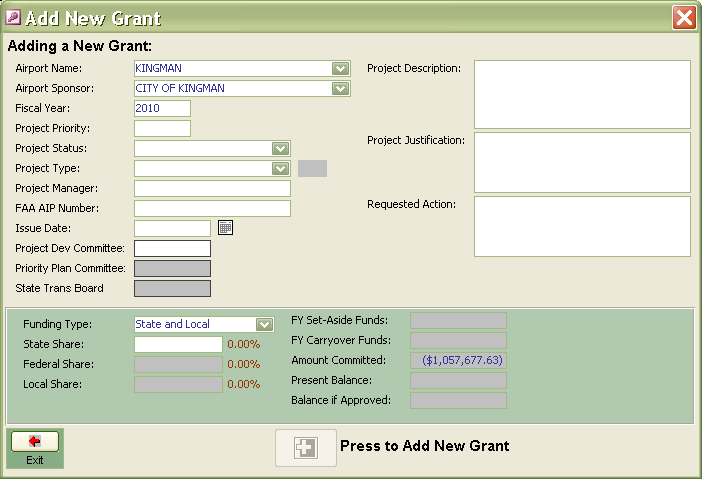 Add New Grant
Adding a New Grant:
Airport Name: KINGMAN
Airport Sponsor: CITY OF KINGMAN
Fiscal Year: 2010
Project Priority:
Project Status:
Project Type:
Project Manager:
FAA AIP Number:
Issue Date:
Project Dev Committee:
Priority Plan Committee:
State Trans Board
Project Description:
Project Justification:
Requested Action:
Funding Type: State and Local
State Share: 0.00%
Federal Share: 0.00%
Local Share: 0.00%
FY Set-Aside Funds:
FY Carryover Funds:
Amount Committed: ($1,057,677.63)
Present Balance:
Balance if Approved:
Exit
Press to Add New Grant